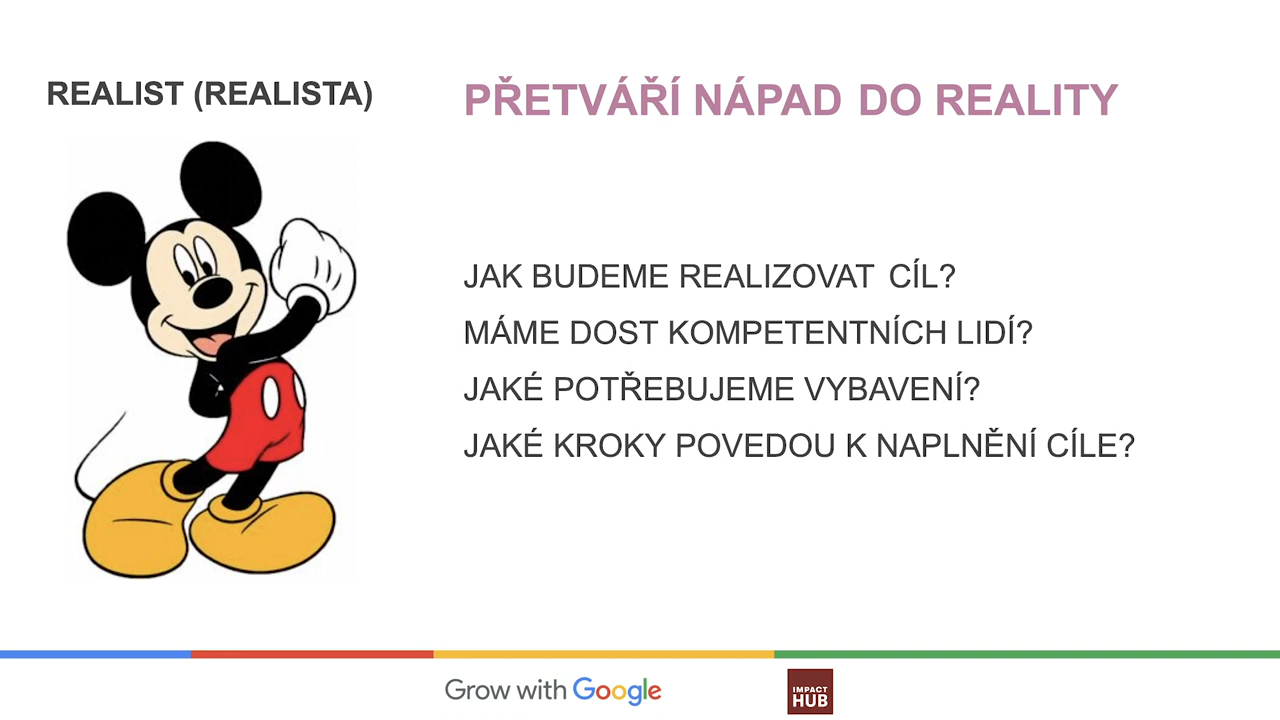 REALIST (REALISTA)
PŘETVÁŘÍ NÁPAD DO REALITY
JAK BUDEME REALIZOVAT CÍL?
MÁME DOST KOMPETENTNÍCH LIDÍ?
JAKÉ POTŘEBUJEME VYBAVENÍ?
JAKÉ KROKY POVEDOU K NAPLNĚNÍ CÍLE?
Grow with Google
IMPACT
HUB